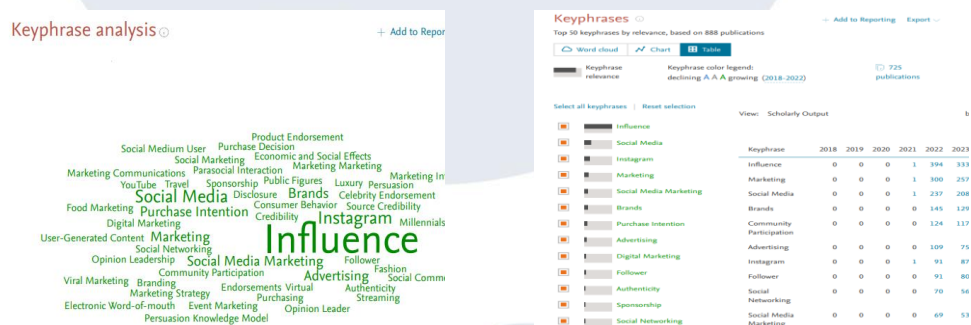 Keyphrase analysis
+ Add to Repor
Product Endorsement
Social Medium User Purchase Decision
Social Marketing Economic and Social Effects
Marketing Communications Parasocial Interaction Marketing Marketing
YouTube Travel Sponsorship Public Figures Luxury Persuasion Marketing In
Social Media Disclosure Brands Celebrity Endorsement
Food Marketing Purchase Intention Consumer Behavior Source Credibility
Digital Marketing Credibility Instagram Millennials
User-Generated Content Marketing Influence
Social Networking
Opinion Leadership Social Media Marketing Follower
Community Participation Advertising Fashion Social Comme
Viral Marketing Branding Endorsements Virtual Authenticity
Marketing Strategy Purchasing Streaming
Electronic Word-of-mouth Event Marketing Opinion Leader
Persuasion Knowledge Model
Keyphrases + Add to Reporting Export
Top 50 keyphrases by relevance, based on 888 publications
Word cloud Chart Table
Keyphrase relevance
Keyphrase color legend:
declining A A A growing (2018-2022)
725 publications
Select all keyphrases | Reset selection
Influence
Social Media
Instagram
Marketing
Social Media Marketing
Brands
Purchase Intention
Advertising
Digital Marketing
Follower
Authenticity
Sponsorship
Social Networking
View: Scholarly Output b
Keyphrase 2018 2019 2020 2021 2022 2023
Influence 0 0 0 1 394 333
Marketing 0 0 0 1 300 257
Social Media 0 0 0 1 237 208
Brands 0 0 0 0 145 129
Community Participation 0 0 0 0 124 117
Advertising 0 0 0 0 109 75
Instagram 0 0 0 1 91 87
Follower 0 0 0 0 91 80
Social Networking 0 0 0 0 70 56
Social Media Marketing 0 0 0 0 69 53